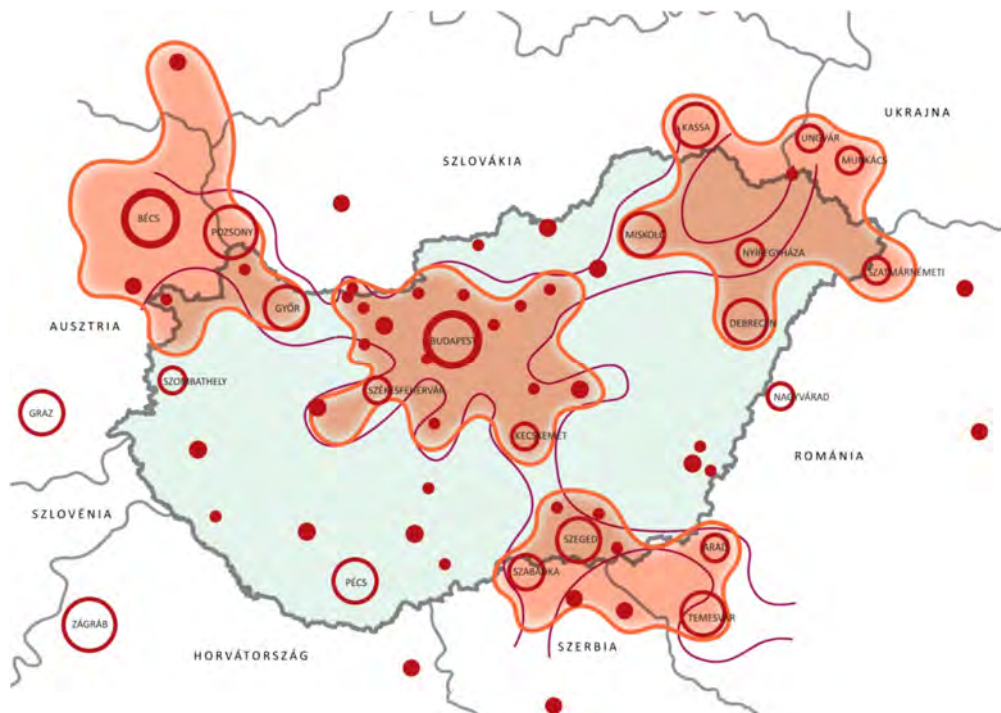 UKRAJNA
KASSA
UNGVÁR
MUNKÁCS
SZLOVÁKIA
BÉCS
POZSONY
MISKOLC
NYÍREGYHÁZA
SZATMÁRNÉMETI
GYŐR
DEBRECEN
AUSZTRIA
BUDAPEST
SZOMBATHELY
SZÉKESFEHÉRVÁR
NAGYVÁRAD
GRAZ
KECSKEMÉT
ROMÁNIA
SZLOVÉNIA
SZEGED
ARAD
SZABADKA
PÉCS
TEMESVÁR
ZÁGRÁB
SZERBIA
HORVÁTORSZÁG